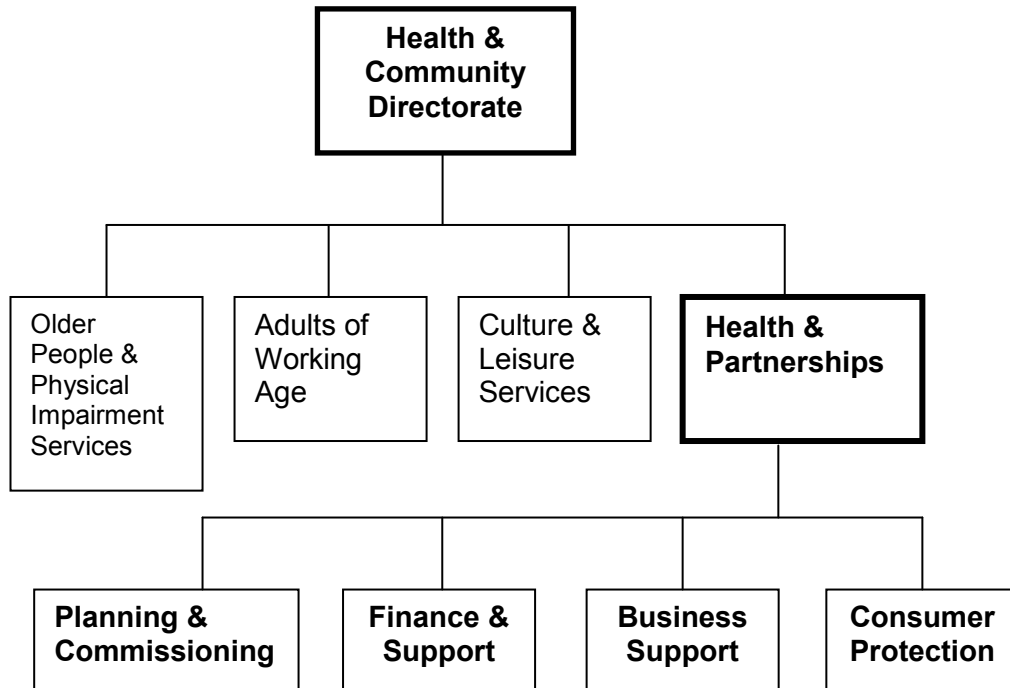 Health &
Community
Directorate
Older
People &
Physical
Impairment
Services
Adults of
Working
Age
Culture &
Leisure
Services
Health &
Partnerships
Planning &
Commissioning
Finance &
Support
Business
Support
Consumer
Protection